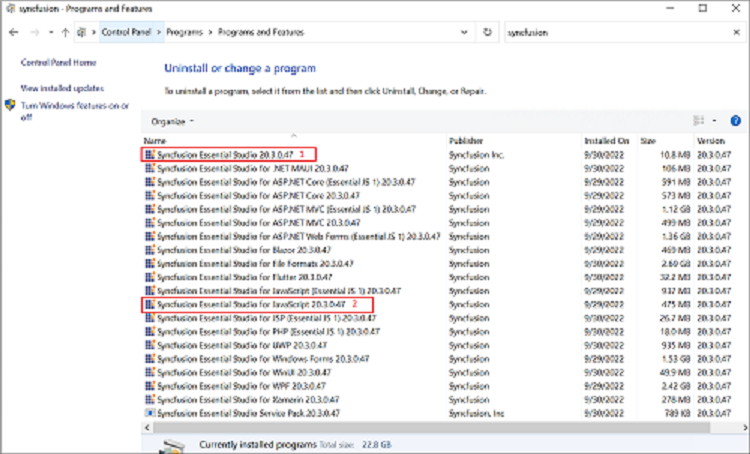 syncfusion - Programs and Features
Control Panel > Programs > Programs and Features
syncfusion
Control Panel Home
View installed updates
Turn Windows features on or off
Uninstall or change a program
To uninstall a program, select it from the list and then click Uninstall, Change, or Repair.
Organize
Name Publisher Installed On Size Version
Syncfusion Essential Studio 20.3.0.47 1 Syncfusion Inc. 9/30/2022 10.8 MB 20.3.0.47
Syncfusion Essential Studio for .NET MAUI 20.3.0.47 Syncfusion 9/30/2022 106 MB 20.3.0.47
Syncfusion Essential Studio for ASP.NET Core (Essential JS 1) 20.3.0.47 Syncfusion 9/29/2022 991 MB 20.3.0.47
Syncfusion Essential Studio for ASP.NET Core 20.3.0.47 Syncfusion 9/29/2022 573 MB 20.3.0.47
Syncfusion Essential Studio for ASP.NET MVC (Essential JS 1) 20.3.0.47 Syncfusion 9/29/2022 1.12 GB 20.3.0.47
Syncfusion Essential Studio for ASP.NET MVC 20.3.0.47 Syncfusion 9/29/2022 499 MB 20.3.0.47
Syncfusion Essential Studio for ASP.NET Web Forms (Essential JS 1) 20.3.0.47 Syncfusion 9/29/2022 1.36 GB 20.3.0.47
Syncfusion Essential Studio for Blazor 20.3.0.47 Syncfusion 9/29/2022 469 MB 20.3.0.47
Syncfusion Essential Studio for File Formats 20.3.0.47 Syncfusion 9/30/2022 2.60 GB 20.3.0.47
Syncfusion Essential Studio for Flutter 20.3.0.47 Syncfusion 9/30/2022 32.2 MB 20.3.0.47
Syncfusion Essential Studio for JavaScript (Essential JS 1) 20.3.0.47 Syncfusion 9/29/2022 937 MB 20.3.0.47
Syncfusion Essential Studio for JavaScript 20.3.0.47 2 Syncfusion 9/29/2022 475 MB 20.3.0.47
Syncfusion Essential Studio for JSP (Essential JS 1) 20.3.0.47 Syncfusion 9/30/2022 26.7 MB 20.3.0.47
Syncfusion Essential Studio for PHP (Essential JS 1) 20.3.0.47 Syncfusion 9/30/2022 18.0 MB 20.3.0.47
Syncfusion Essential Studio for UWP 20.3.0.47 Syncfusion 9/30/2022 935 MB 20.3.0.47
Syncfusion Essential Studio for Windows Forms 20.3.0.47 Syncfusion 9/29/2022 1.53 GB 20.3.0.47
Syncfusion Essential Studio for WinUI 20.3.0.47 Syncfusion 9/30/2022 49.9 MB 20.3.0.47
Syncfusion Essential Studio for WPF 20.3.0.47 Syncfusion 9/29/2022 2.42 GB 20.3.0.47
Syncfusion Essential Studio for Xamarin 20.3.0.47 Syncfusion 9/30/2022 278 MB 20.3.0.47
Syncfusion Essential Studio Service Pack 20.3.0.47 Syncfusion, Inc 9/30/2022 789 KB 20.3.0.47
Currently installed programs Total size: 22.8 GB